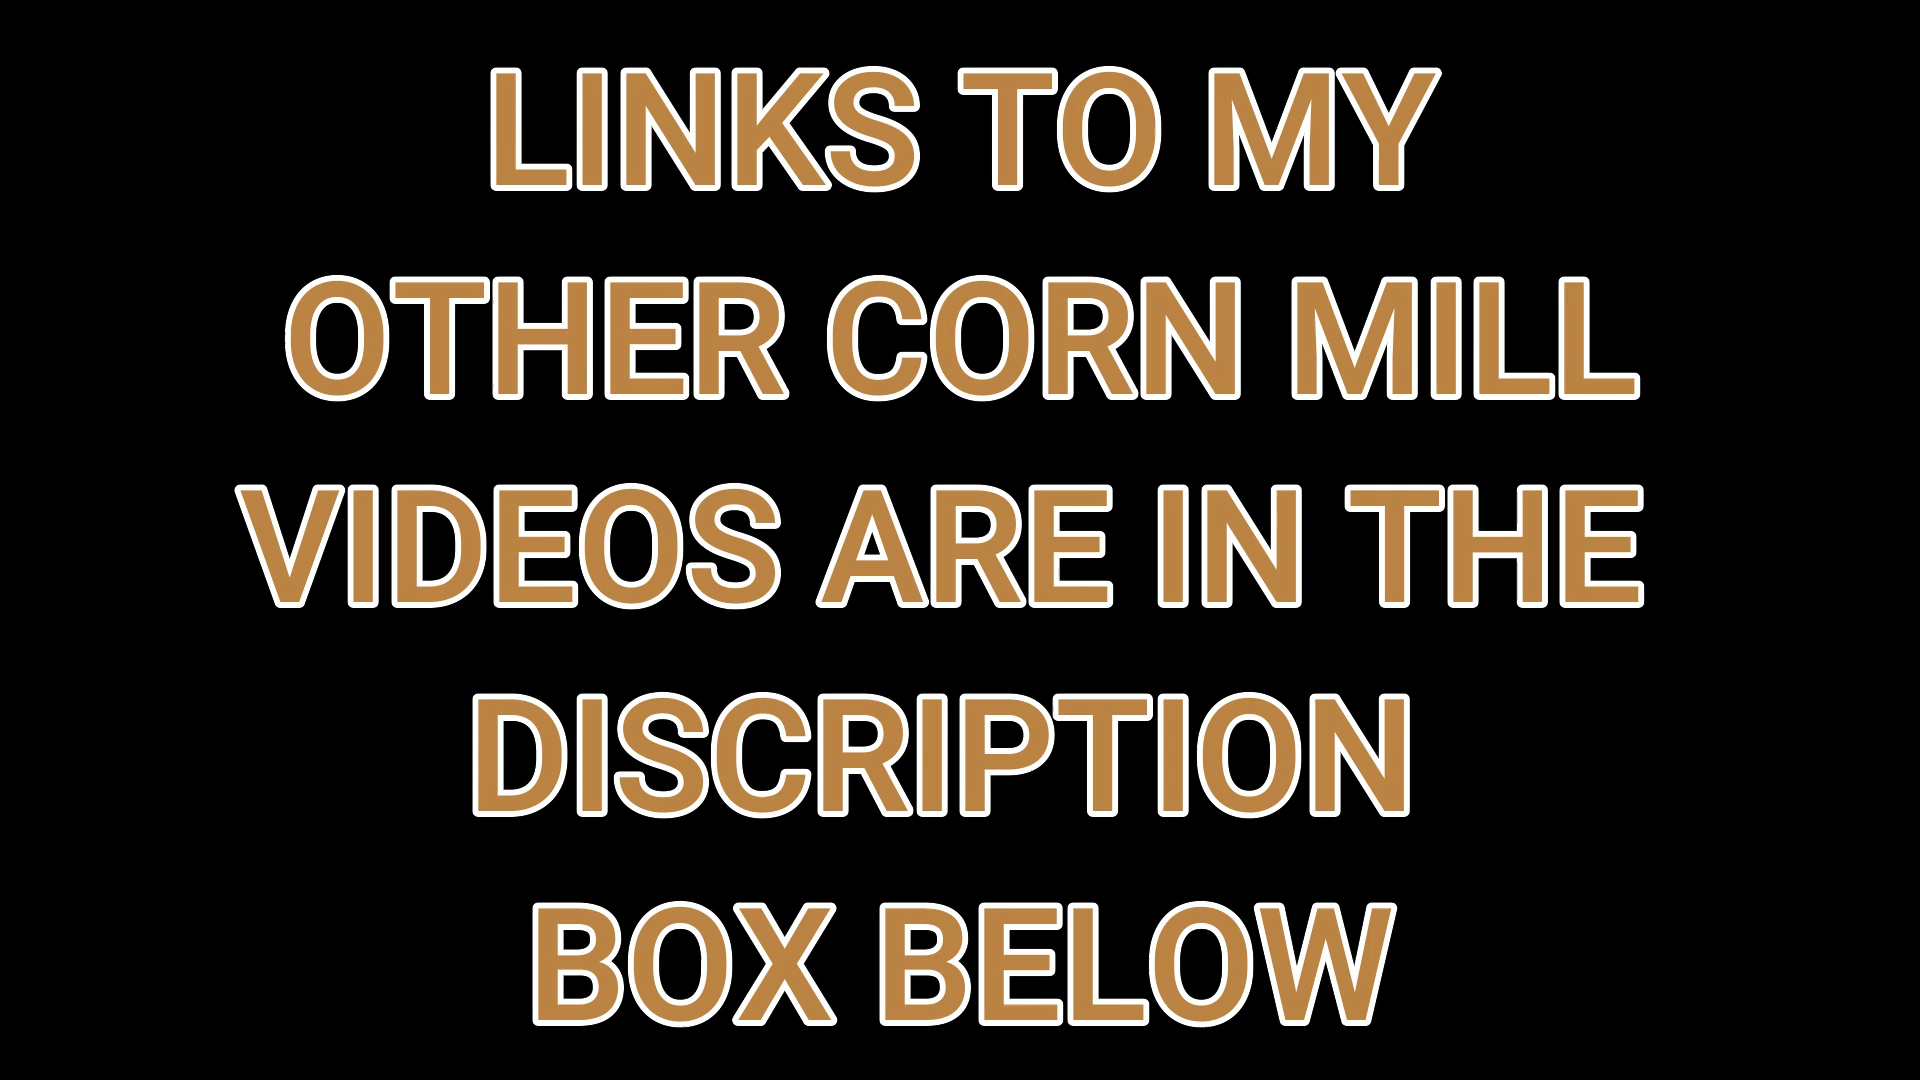 LINKS TO MY
OTHER CORN MILL
VIDEOS ARE IN THE
DISCRIPTION
BOX BELOW